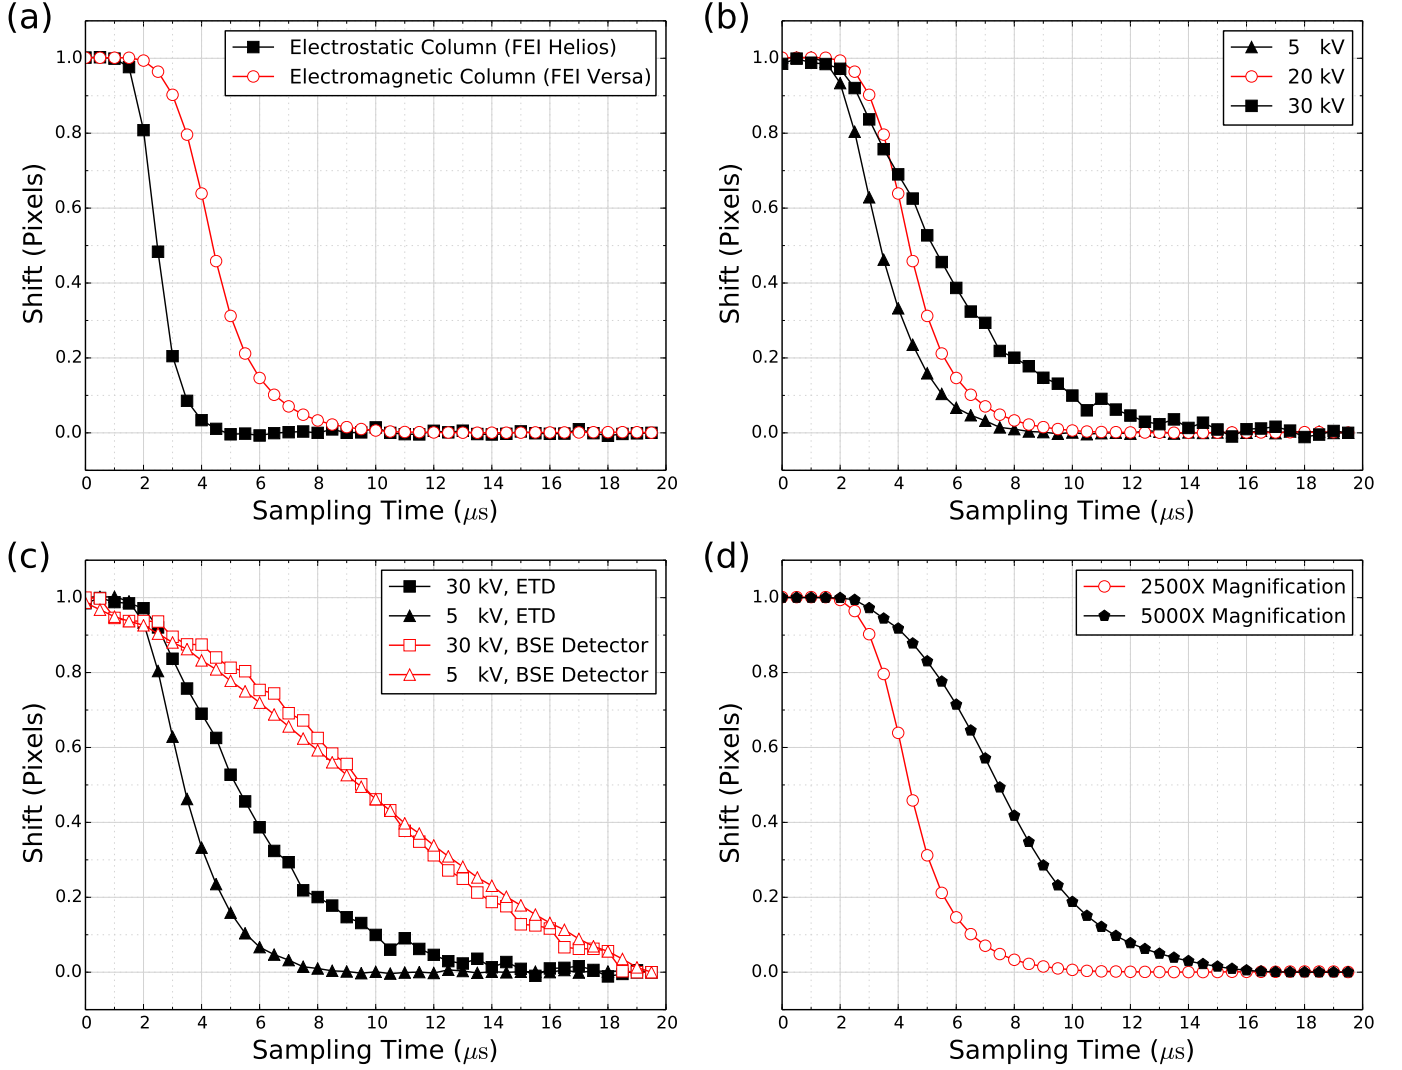 (a)
1.0
0.8
0.6
0.4
0.2
0.0
Shift (Pixels)
Electrostatic Column (FEI Helios)
Electromagnetic Column (FEI Versa)
0 2 4 6 8 10 12 14 16 18 20
Sampling Time (μs)
(b)
1.0
0.8
0.6
0.4
0.2
0.0
Shift (Pixels)
5 kV
20 kV
30 kV
0 2 4 6 8 10 12 14 16 18 20
Sampling Time (μs)
(c)
1.0
0.8
0.6
0.4
0.2
0.0
Shift (Pixels)
30 kV, ETD
5 kV, ETD
30 kV, BSE Detector
5 kV, BSE Detector
0 2 4 6 8 10 12 14 16 18 20
Sampling Time (μs)
(d)
1.0
0.8
0.6
0.4
0.2
0.0
Shift (Pixels)
2500X Magnification
5000X Magnification
0 2 4 6 8 10 12 14 16 18 20
Sampling Time (μs)